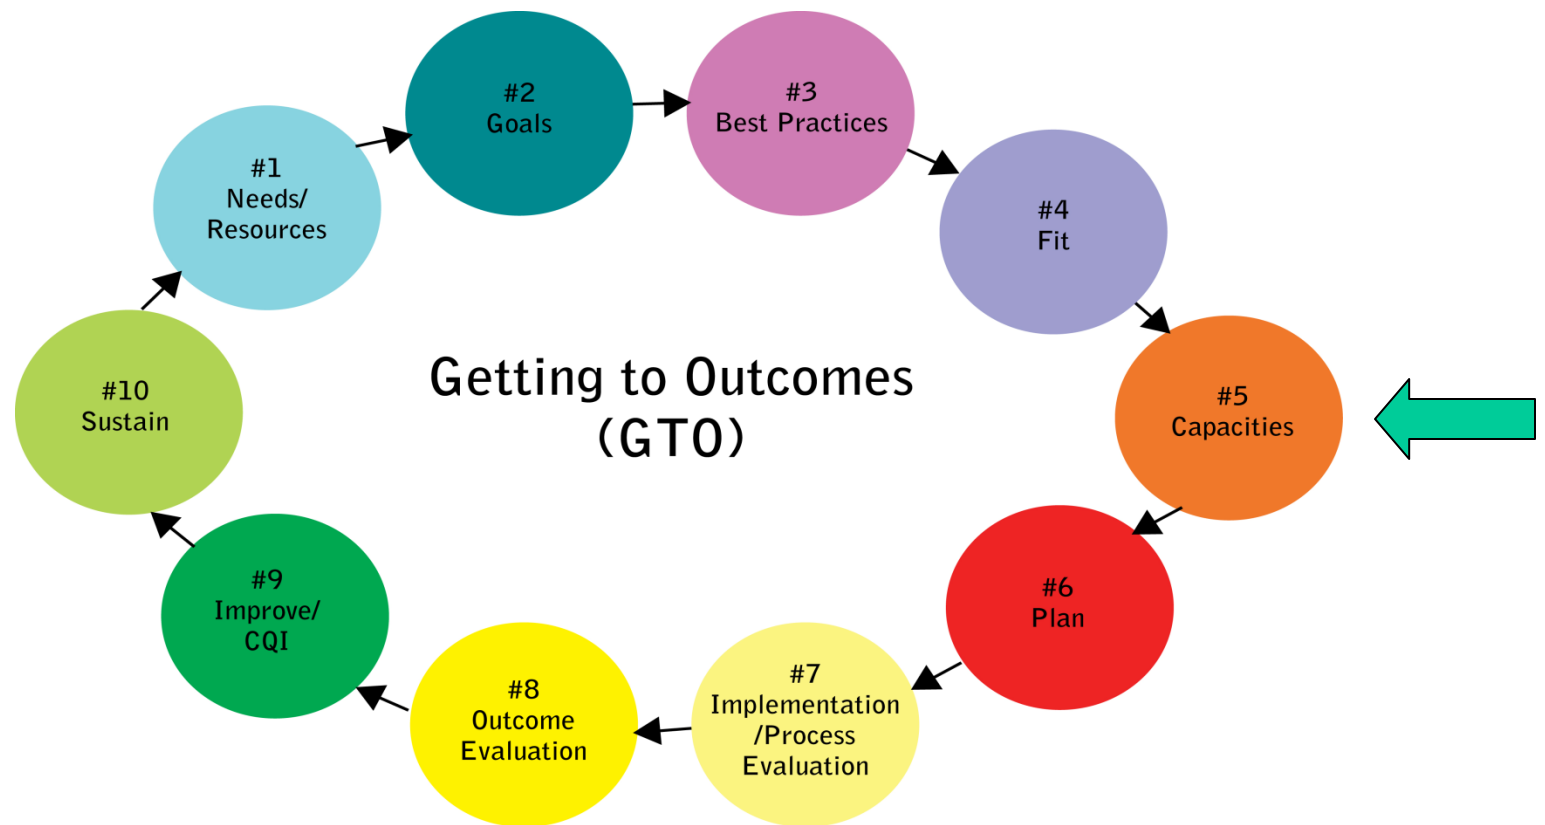 #1
Needs/
Resources
#2
Goals
#3
Best Practices
#4
Fit
#5
Capacities
#6
Plan
#7
Implementation
/Process
Evaluation
#8
Outcome
Evaluation
#9
Improve/
CQI
#10
Sustain
Getting to Outcomes
(GTO)